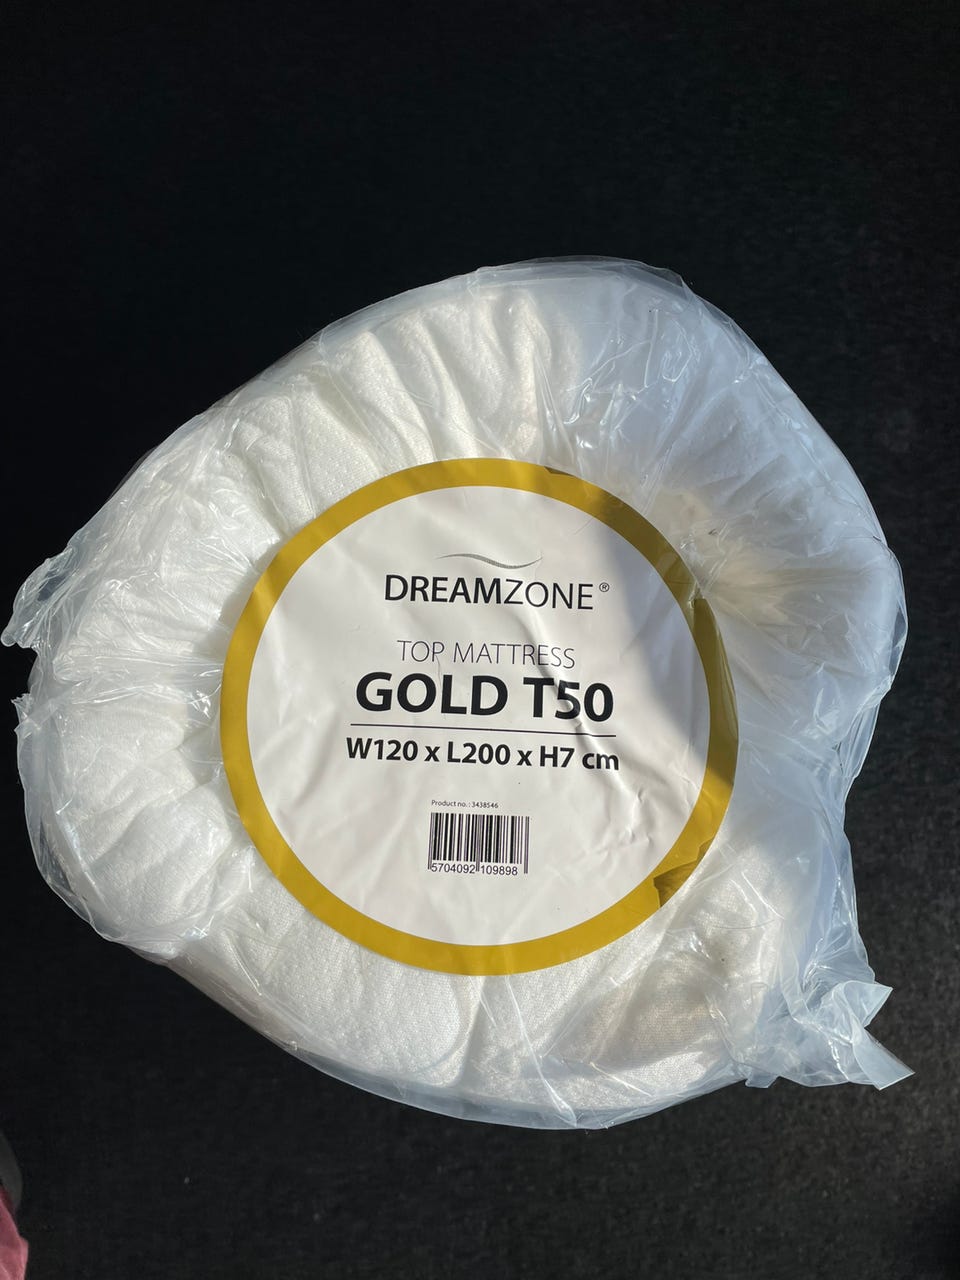 DREAMZONE®
TOP MATTRESS
GOLD T50
W120 x L200 x H7 cm
Product no.: 3438546
5704092 109898